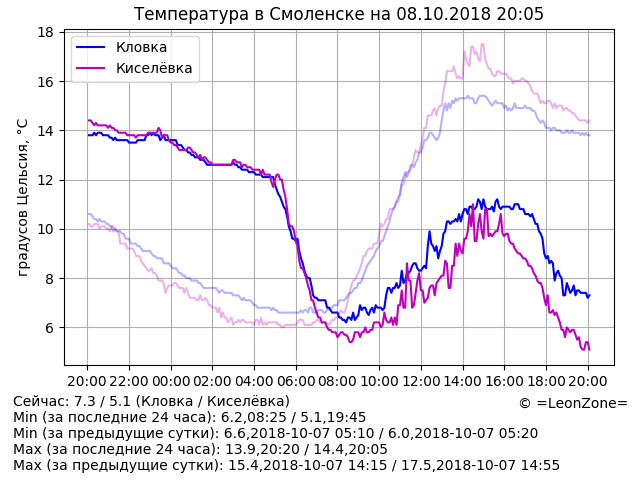 Температура в Смоленске на 08.10.2018 20:05
градусов Цельсия, °C
18
16
14
12
10
8
6
Кловка
Киселёвка
20:00 22:00 00:00 02:00 04:00 06:00 08:00 10:00 12:00 14:00 16:00 18:00 20:00
Сейчас: 7.3 / 5.1 (Кловка / Киселёвка)
© =LeonZone=
Min (за последние 24 часа): 6.2,08:25 / 5.1,19:45
Min (за предыдущие сутки): 6.6,2018-10-07 05:10 / 6.0,2018-10-07 05:20
Max (за последние 24 часа): 13.9,20:20 / 14.4,20:05
Max (за предыдущие сутки): 15.4,2018-10-07 14:15 / 17.5,2018-10-07 14:55